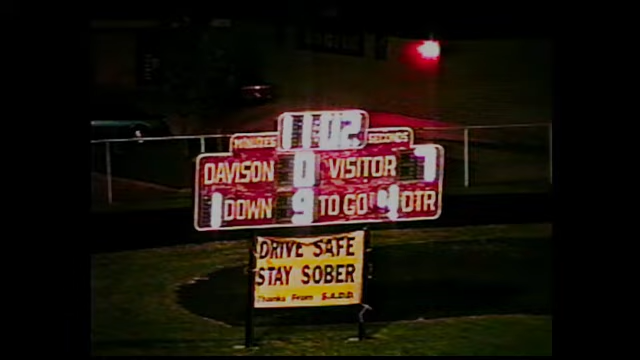 MINUTES 11 02 SECONDS
DAVISON 0 VISITOR 7
1 DOWN 9 TO GO 4 QTR
DRIVE SAFE
STAY SOBER
Thanks From S.A.D.D.